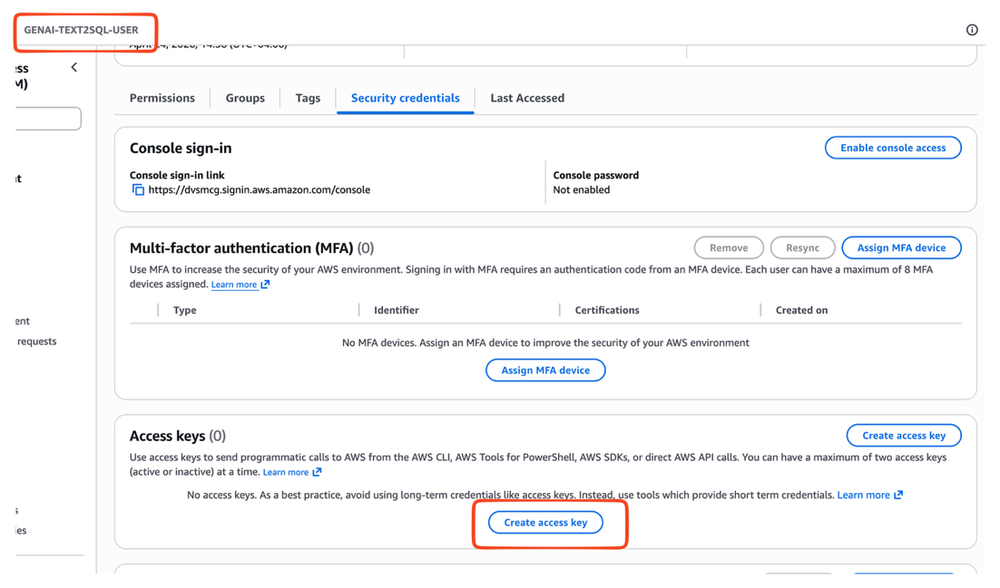 GENAI-TEXT2SQL-USER
Permissions
Groups
Tags
Security credentials
Last Accessed
Console sign-in
Enable console access
Console sign-in link
https://dvsmcg.signin.aws.amazon.com/console
Console password
Not enabled
Multi-factor authentication (MFA) (0)
Remove
Resync
Assign MFA device
Use MFA to increase the security of your AWS environment. Signing in with MFA requires an authentication code from an MFA device. Each user can have a maximum of 8 MFA
devices assigned. Learn more
Type
Identifier
Certifications
Created on
No MFA devices. Assign an MFA device to improve the security of your AWS environment
Assign MFA device
requests
Access keys (0)
Create access key
Use access keys to send programmatic calls to AWS from the AWS CLI, AWS Tools for PowerShell, AWS SDKs, or direct AWS API calls. You can have a maximum of two access keys
(active or inactive) at a time. Learn more
No access keys. As a best practice, avoid using long-term credentials like access keys. Instead, use tools which provide short term credentials. Learn more
Create access key